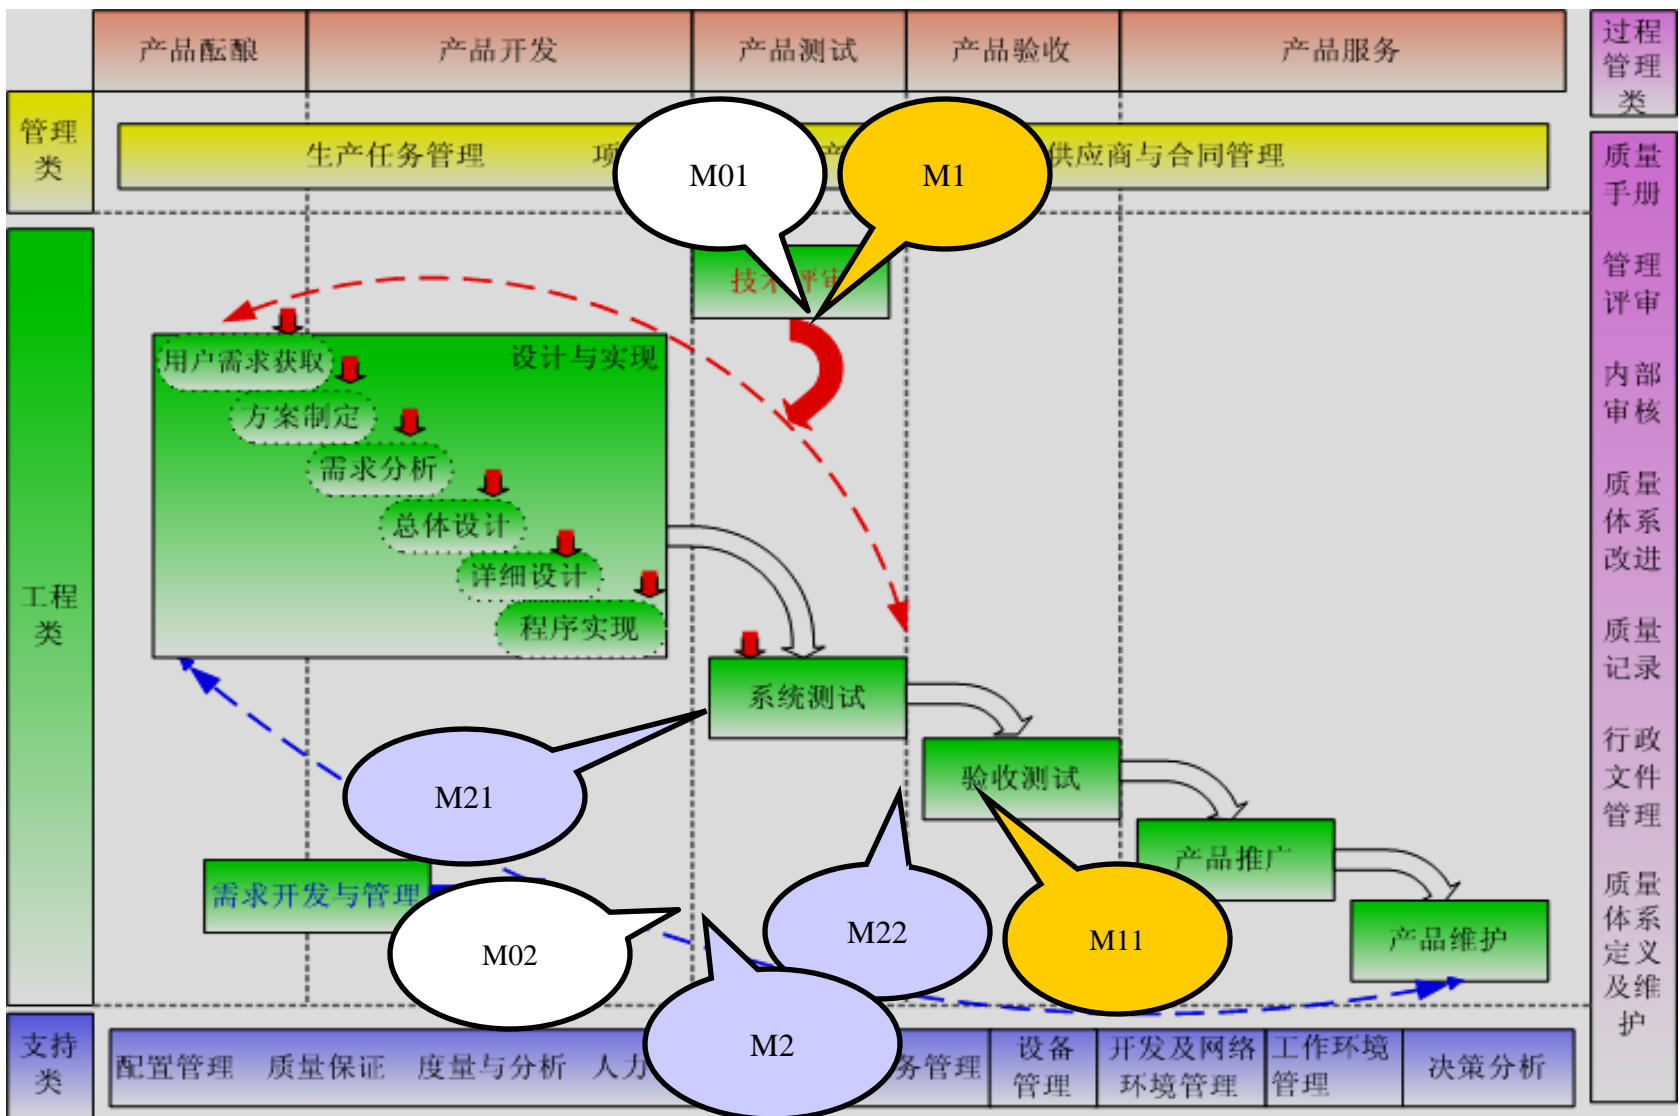 产品酝酿 产品开发 产品测试 产品验收 产品服务
过程
管理
类
管理
类
生产任务管理 项 产 供应商与合同管理
M01
M1
质量
手册
管理
评审
内部
审核
质量
体系
改进
质量
记录
行政
文件
管理
质量
体系
定义
及维
护
工程
类
技术评审
设计与实现
用户需求获取
方案制定
需求分析
总体设计
详细设计
程序实现
系统测试
验收测试
产品推广
产品维护
需求开发与管理
M21
M02
M2
M22
M11
支持
类
配置管理 质量保证 度量与分析 人力 务管理
设备
管理
开发及网络
环境管理
工作环境
管理
决策分析